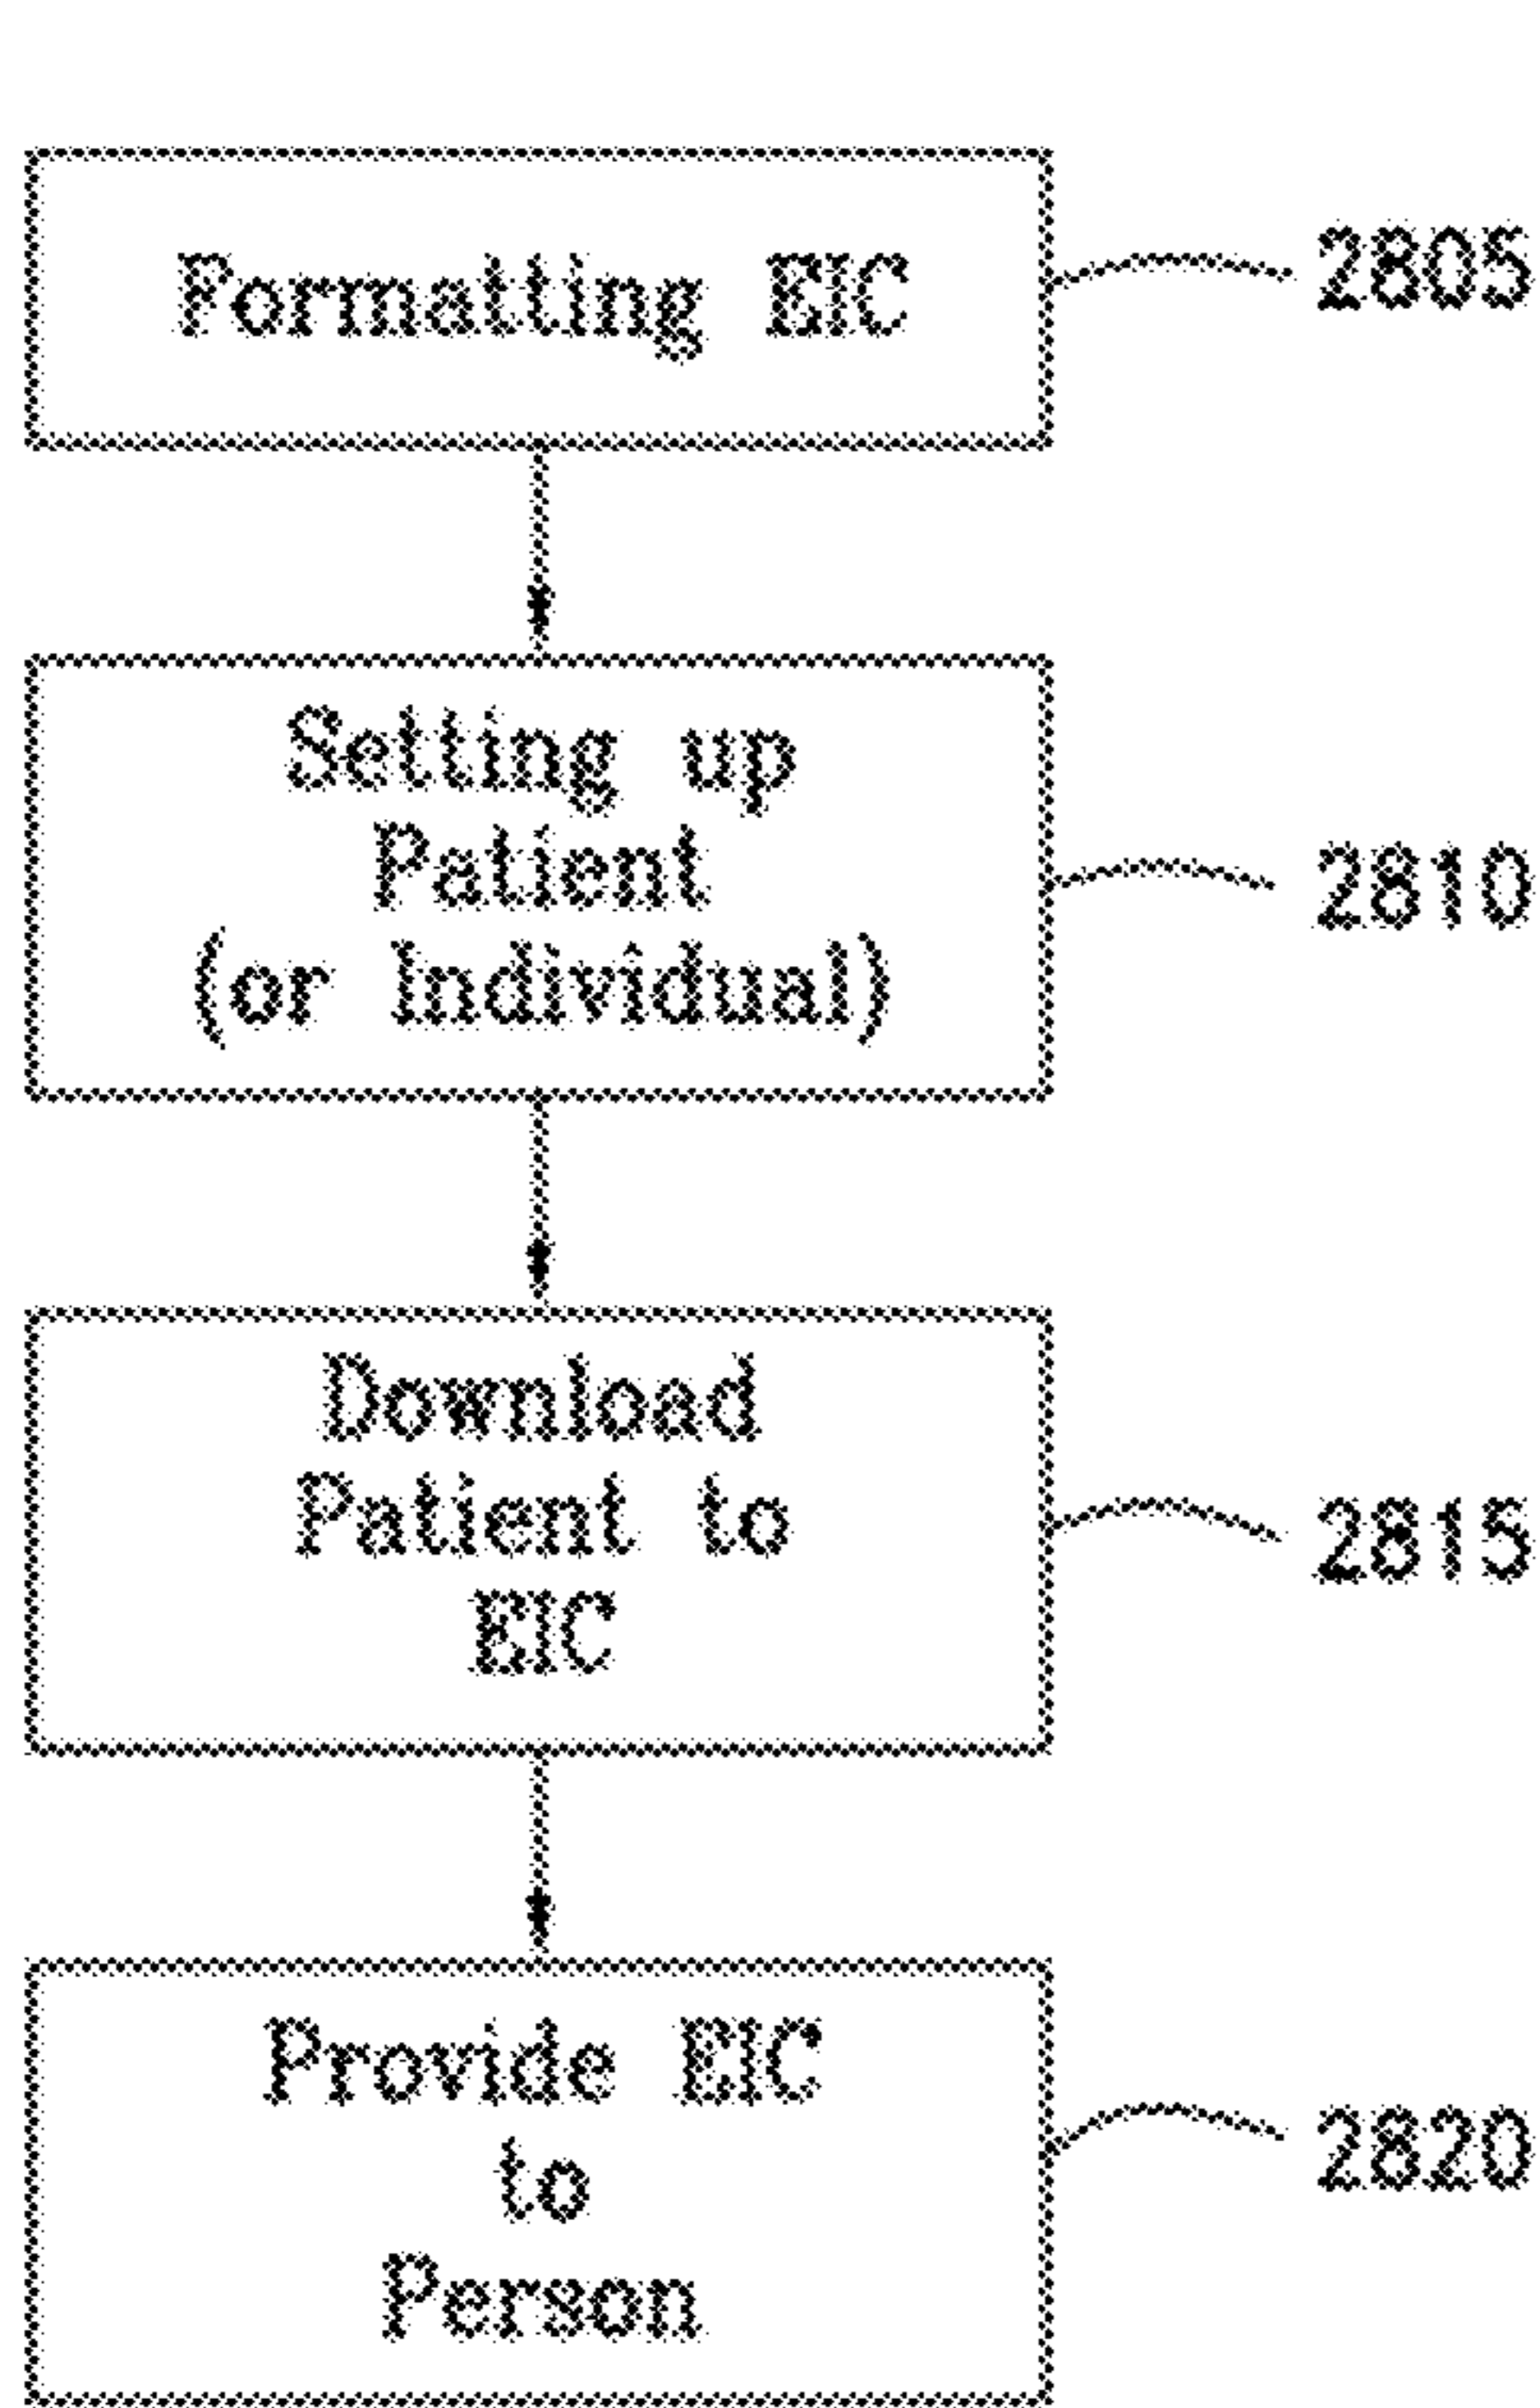 Formatting EIC
2805
Setting up
Patient
(or Individual)
2810
Download
Patient to
EIC
2815
Provide EIC
to
Person
2820